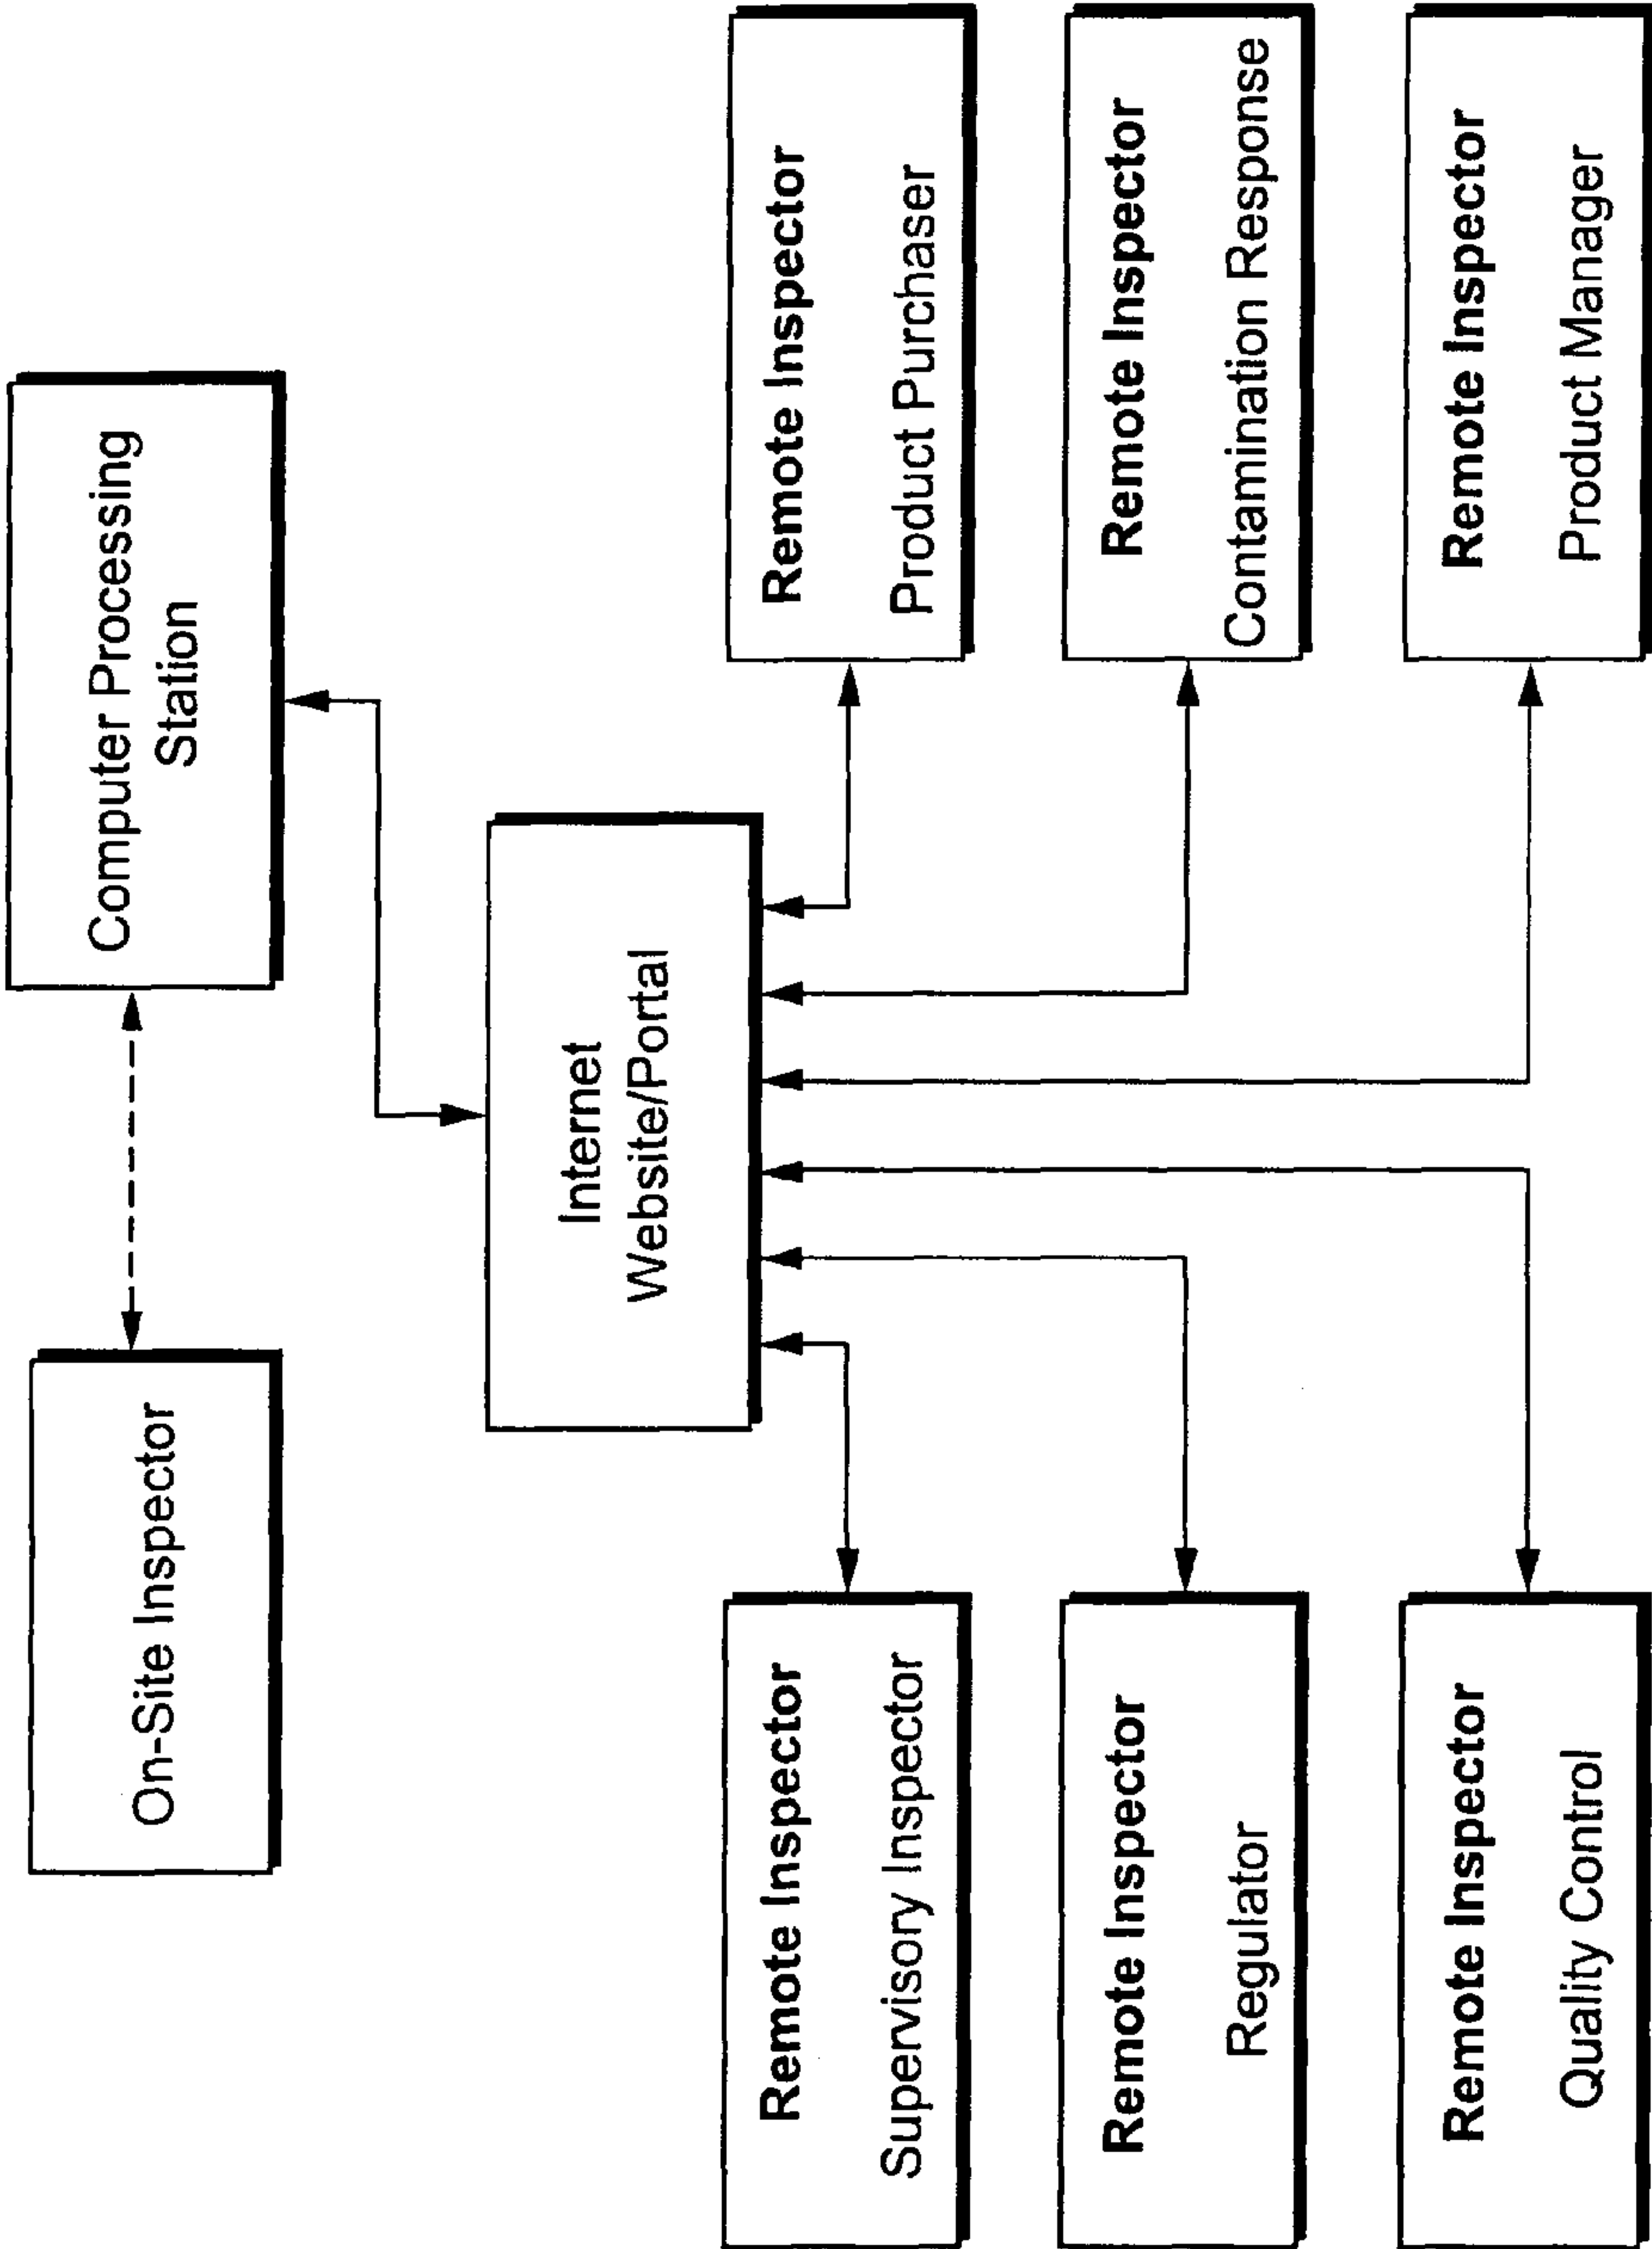 On-Site Inspector
Computer Processing
Station
Internet
Website/Portal
Remote Inspector
Supervisory Inspector
Remote Inspector
Product Purchaser
Remote Inspector
Regulator
Remote Inspector
Contamination Response
Remote Inspector
Quality Control
Remote Inspector
Product Manager